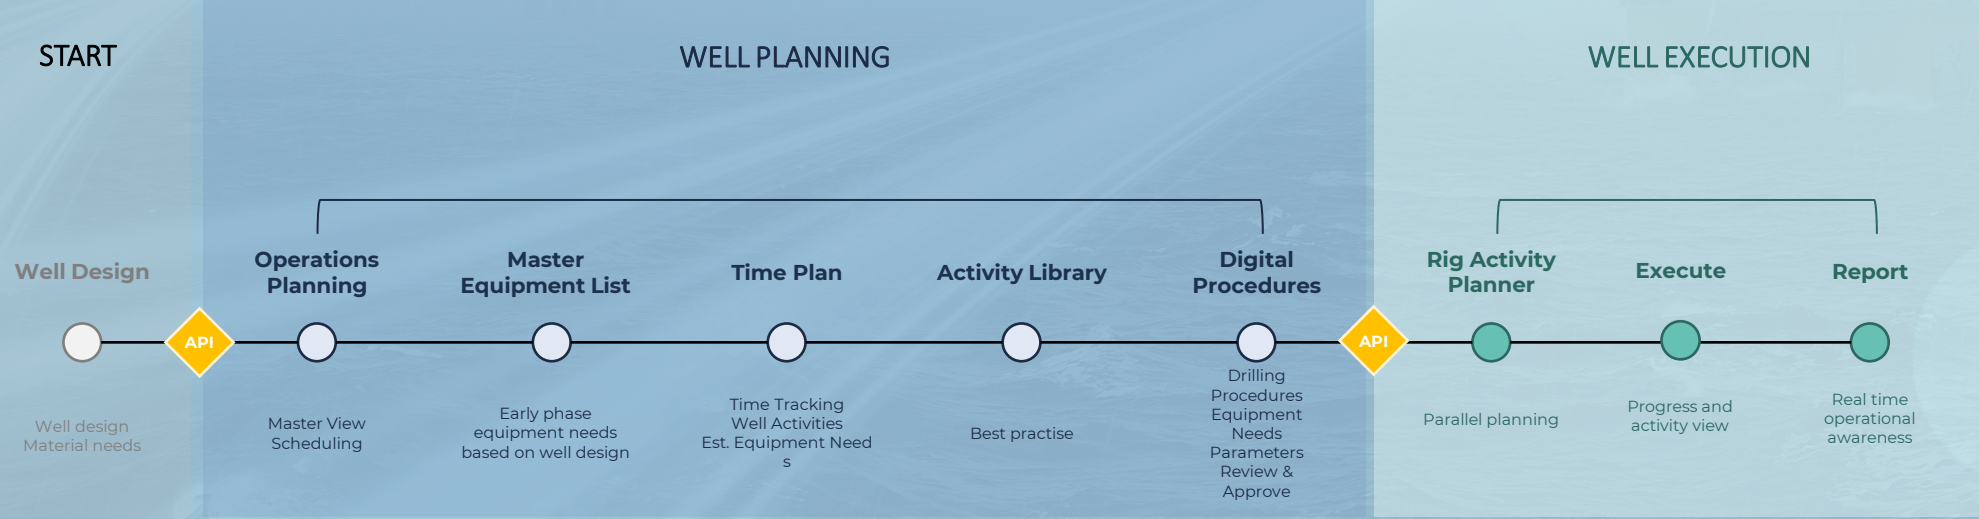 START
WELL PLANNING
WELL EXECUTION
Well Design
Operations
Planning
Master
Equipment List
Time Plan
Activity Library
Digital
Procedures
Rig Activity
Planner
Execute
Report
API
API
Well design
Material needs
Master View
Scheduling
Early phase
equipment needs
based on well design
Time Tracking
Well Activities
Est. Equipment Need
s
Best practise
Drilling
Procedures
Equipment
Needs
Parameters
Review &
Approve
Parallel planning
Progress and
activity view
Real time
operational
awareness